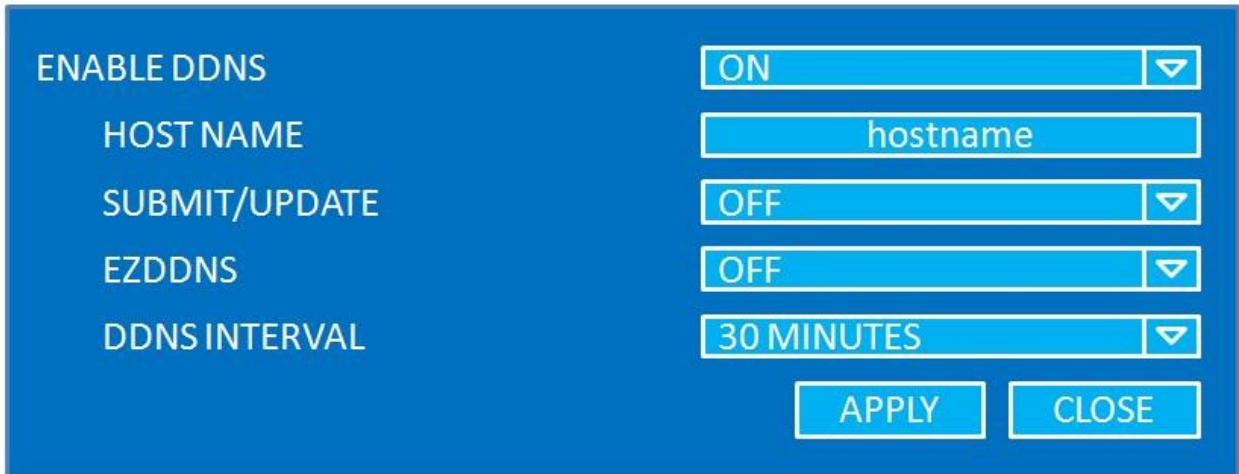 ENABLE DDNS ON
HOST NAME hostname
SUBMIT/UPDATE OFF
EZDDNS OFF
DDNS INTERVAL 30 MINUTES
APPLY CLOSE